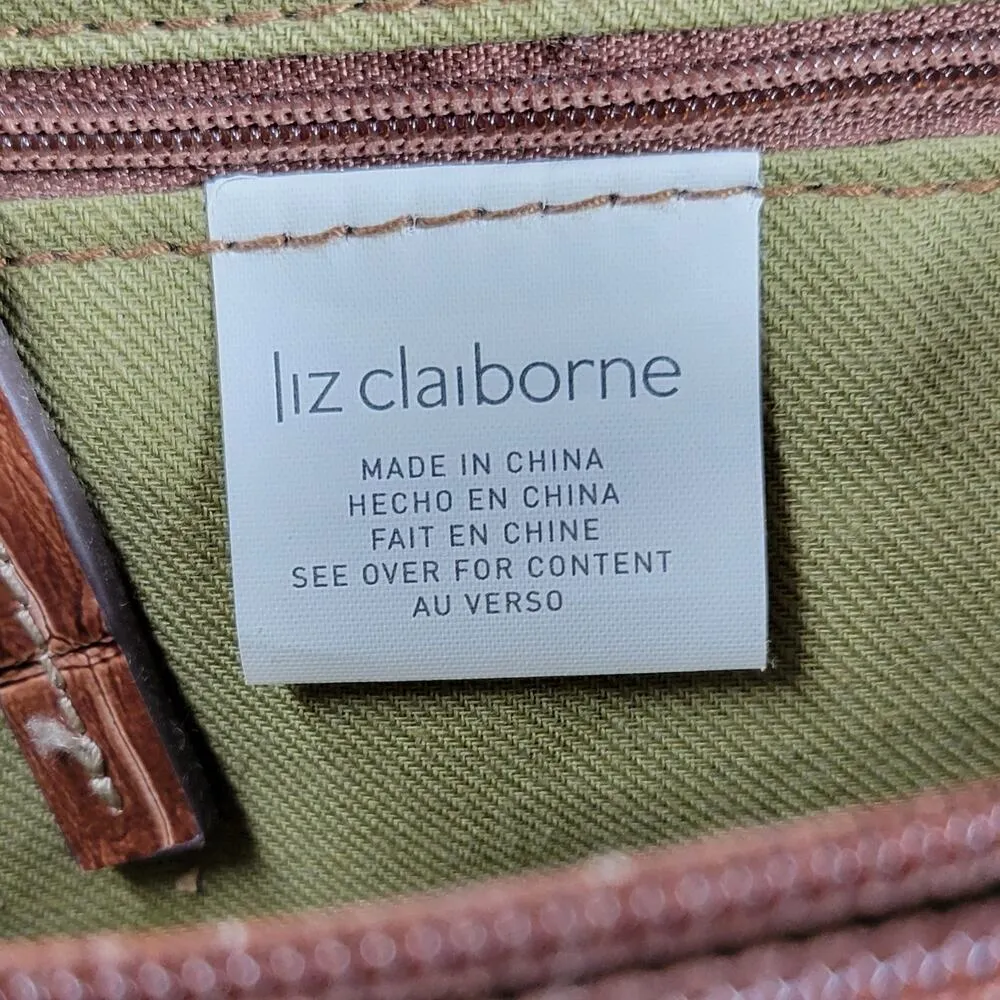 liz claiborne
MADE IN CHINA
HECHO EN CHINA
FAIT EN CHINE
SEE OVER FOR CONTENT
AU VERSO